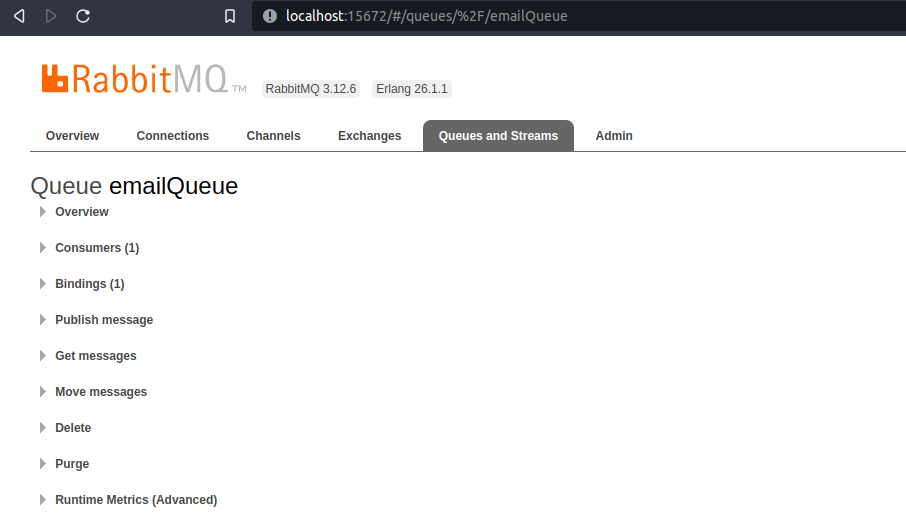 localhost:15672/#/queues/%2F/emailQueue
RabbitMQ TM RabbitMQ 3.12.6 Erlang 26.1.1
Overview Connections Channels Exchanges Queues and Streams Admin
Queue emailQueue
Overview
Consumers (1)
Bindings (1)
Publish message
Get messages
Move messages
Delete
Purge
Runtime Metrics (Advanced)